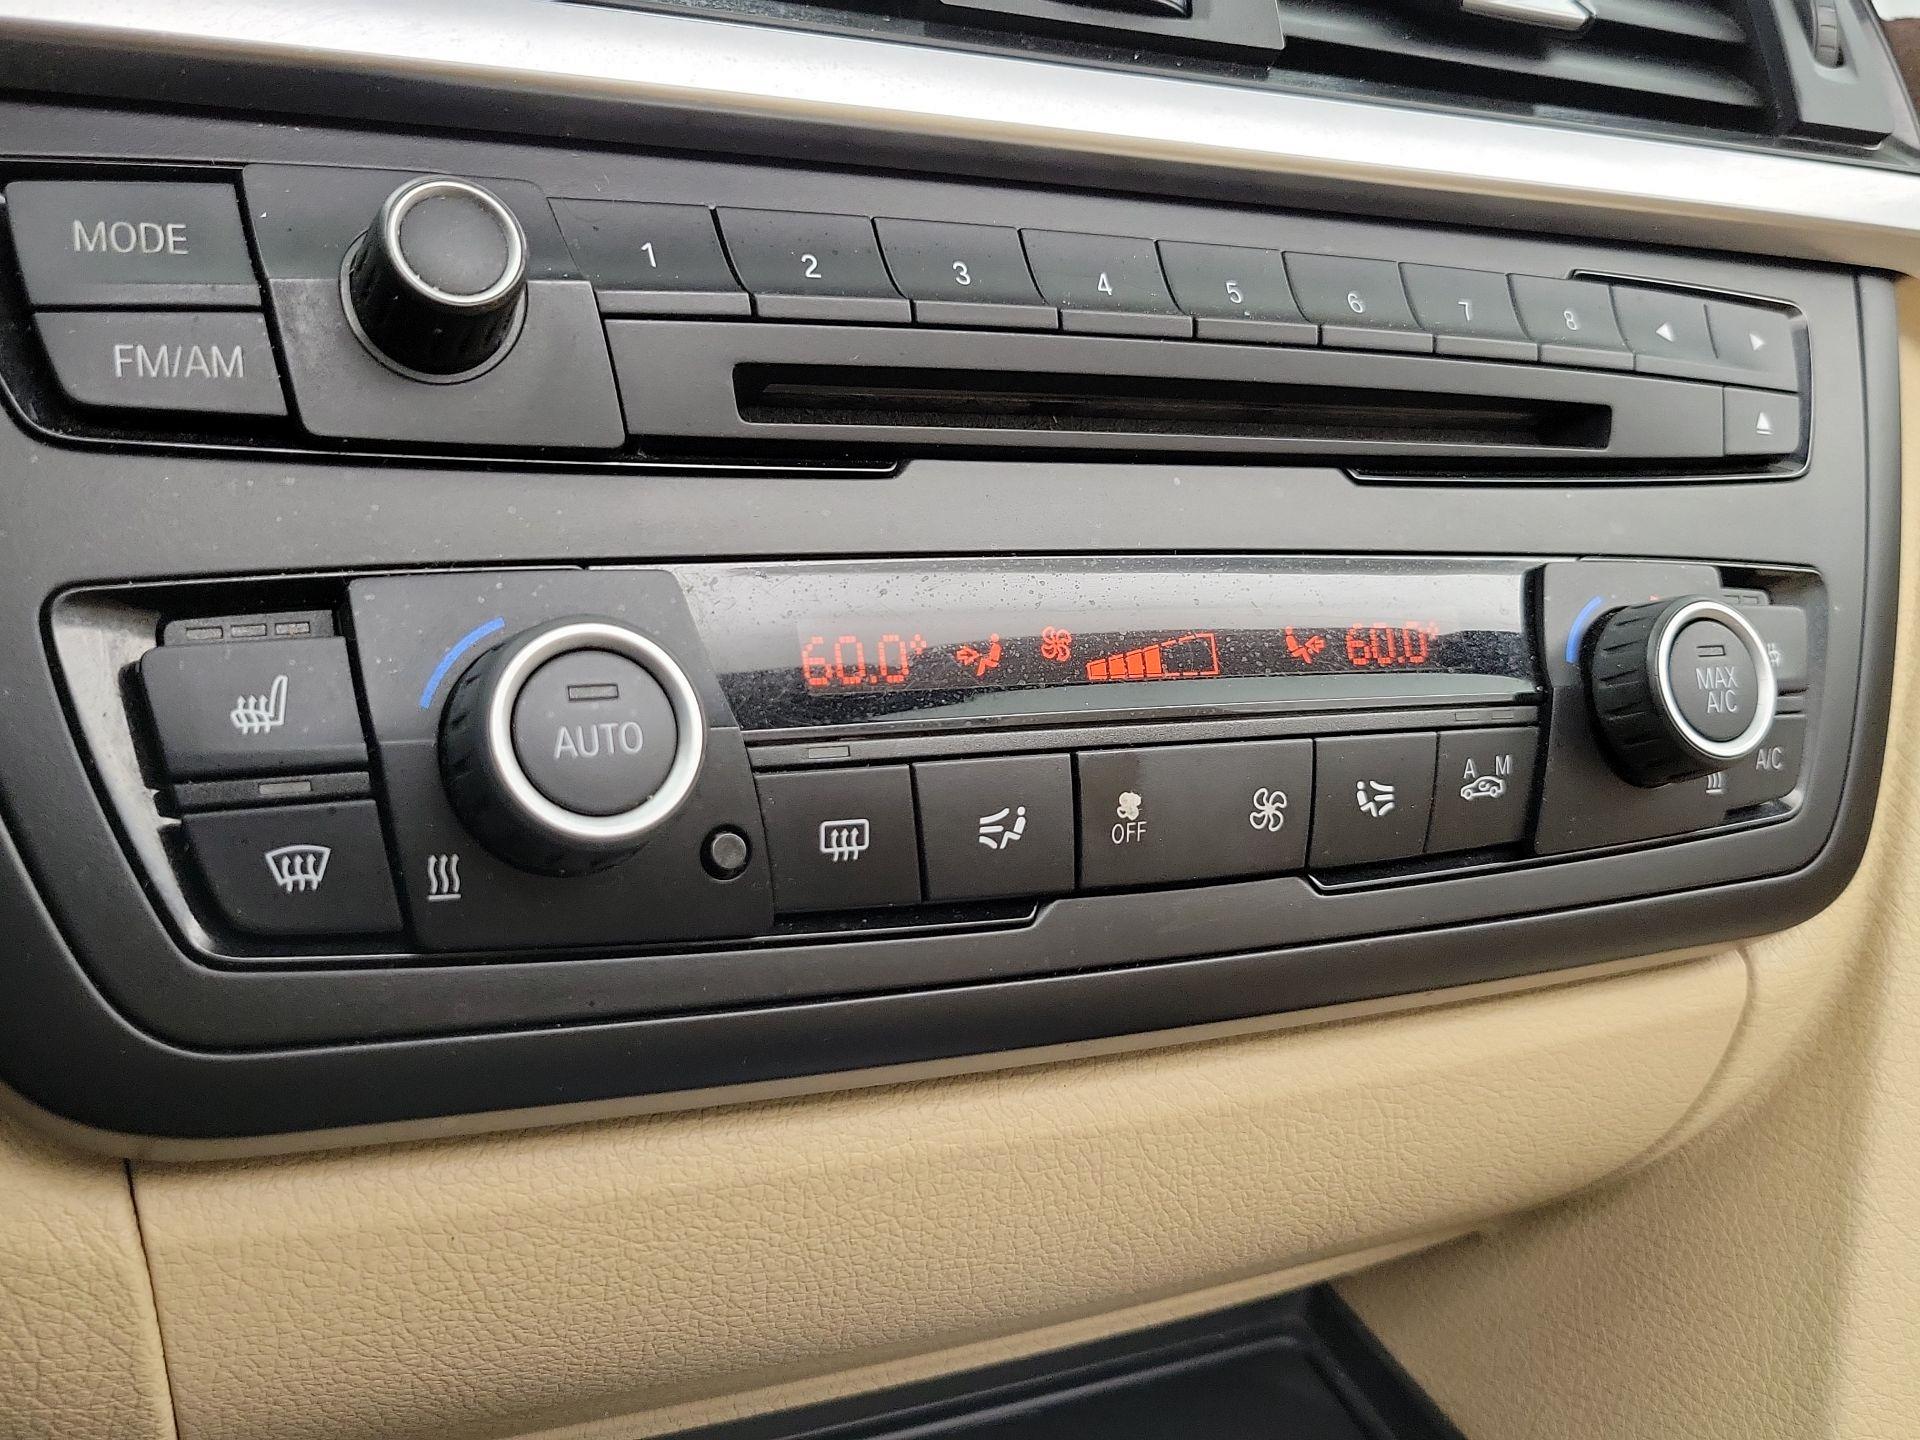 MODE
1 2 3 4 5 6 7 8
FM/AM
60.0° 60.0°
AUTO
MAX
A/C
A/C
OFF
A M